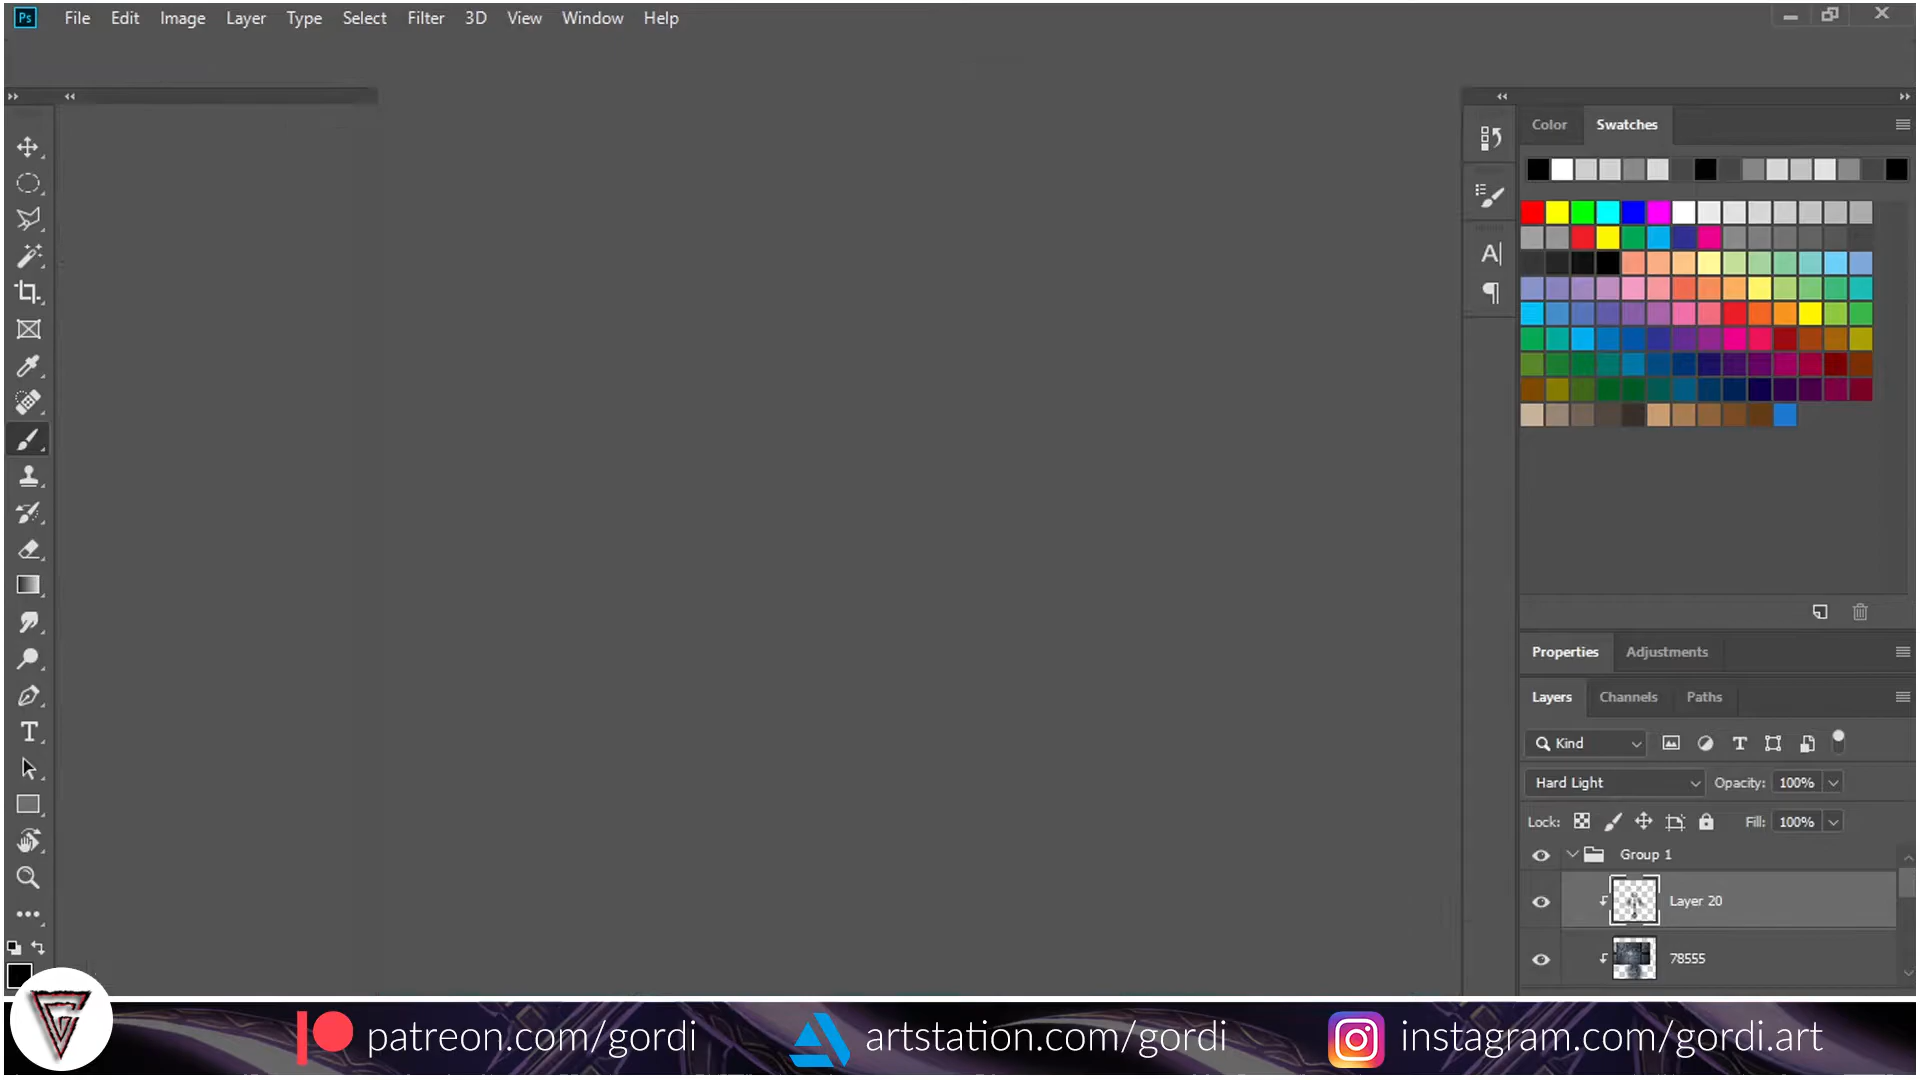 Ps File Edit Image Layer Type Select Filter 3D View Window Help
Color Swatches
A
¶
Properties Adjustments
Layers Channels Paths
Kind T
Hard Light Opacity: 100%
Lock: Fill: 100%
Group 1
Layer 20
78555
T
patreon.com/gordi artstation.com/gordi instagram.com/gordi.art